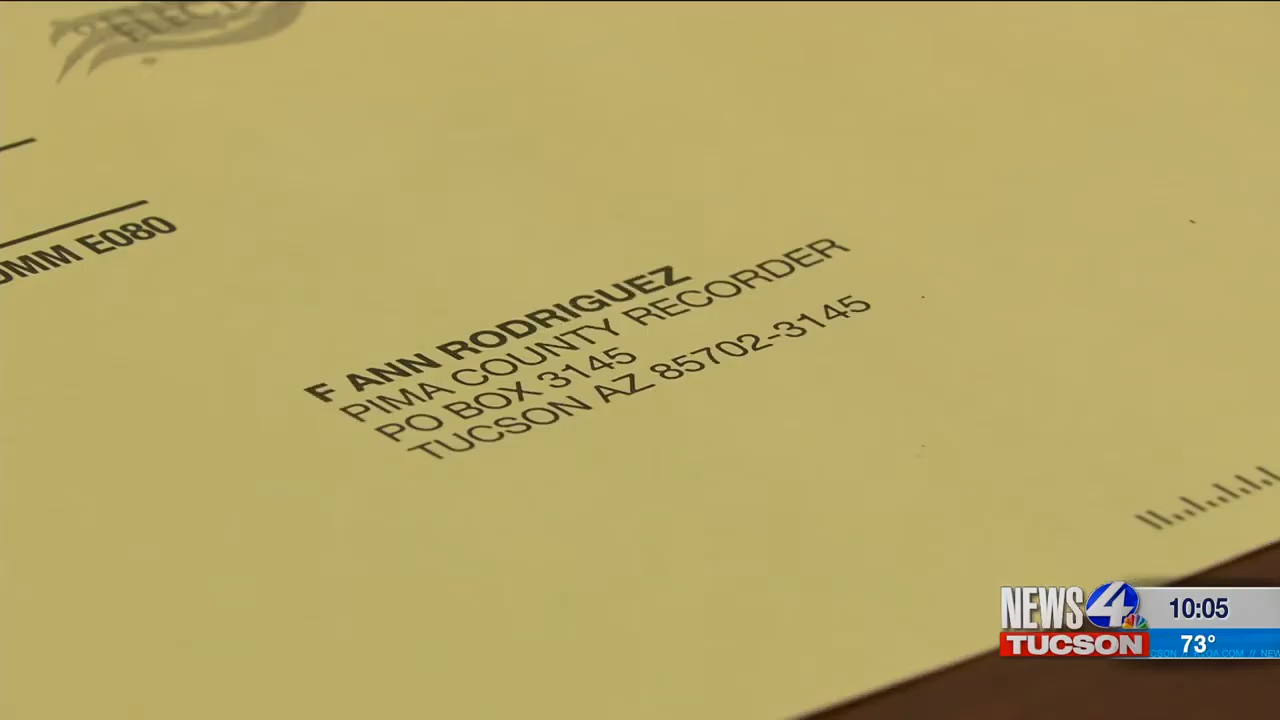 E080
F ANN RODRIGUEZ
PIMA COUNTY RECORDER
PO BOX 3145
TUCSON AZ 85702-3145
NEWS 4
TUCSON
10:05
73°